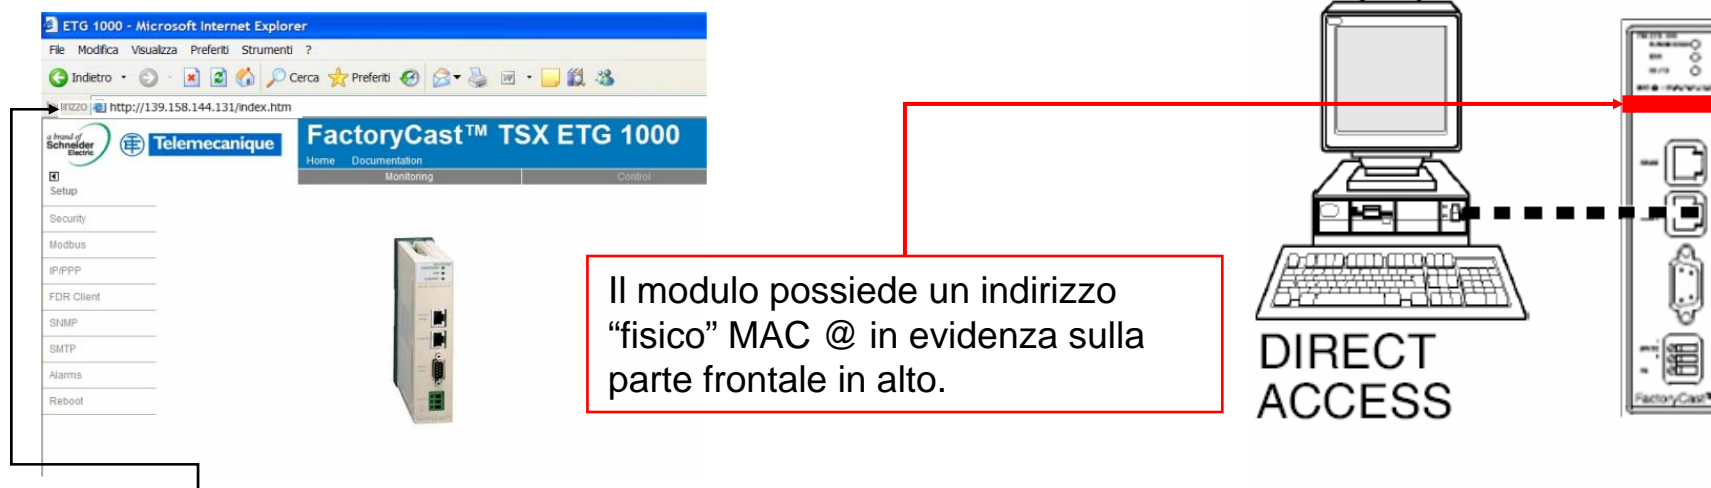 ETG 1000 - Microsoft Internet Explorer
File Modifica Visualizza Preferiti Strumenti ?
Indietro Cerca Preferiti
http://139.158.144.131/index.htm
a brand of
Schneider
Electric
Telemecanique
FactoryCast™ TSX ETG 1000
Home Documentation
Monitoring Control
Setup
Security
Modbus
IP/PPP
FDR Client
SNMP
SMTP
Alarms
Reboot
Il modulo possiede un indirizzo
“fisico” MAC @ in evidenza sulla
parte frontale in alto.
DIRECT
ACCESS
FactoryCast